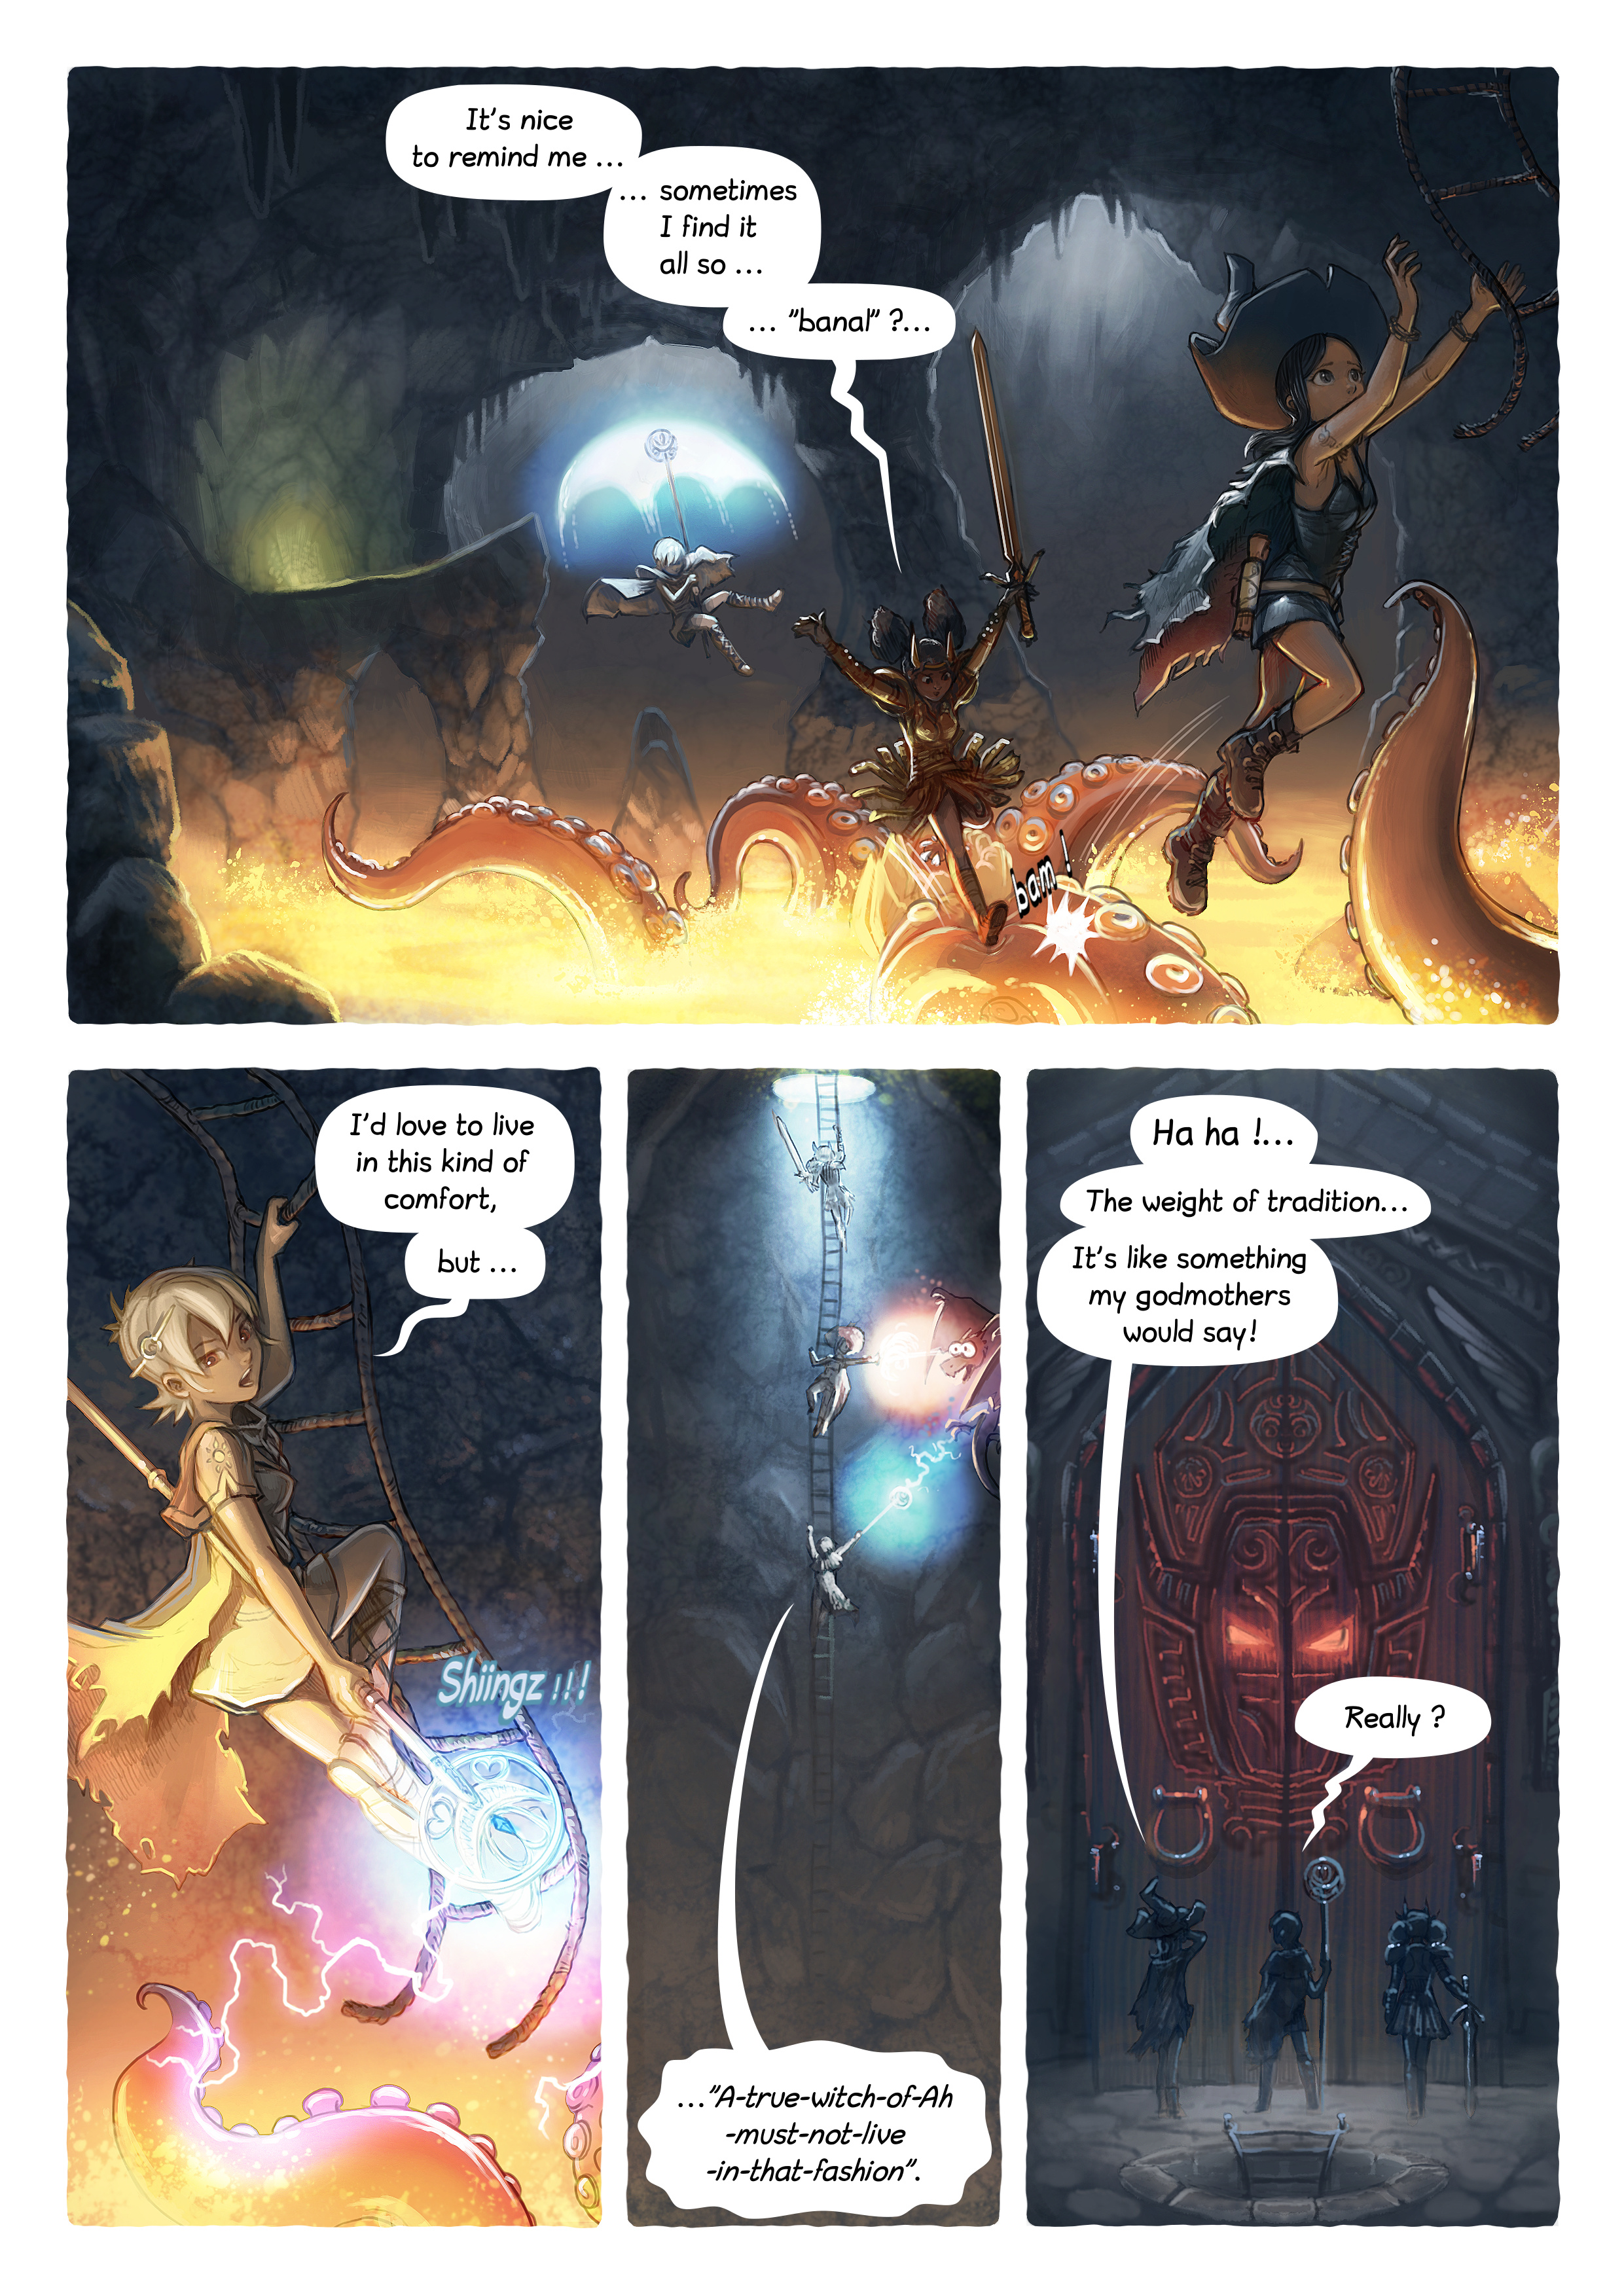 It's nice
to remind me ...
... sometimes
I find it
all so ...
... "banal" ?...
bam !
I'd love to live
in this kind of
comfort,
but ...
Shiingz !!!
..."A-true-witch-of-Ah
-must-not-live
-in-that-fashion".
Ha ha !...
The weight of tradition...
It's like something
my godmothers
would say!
Really ?